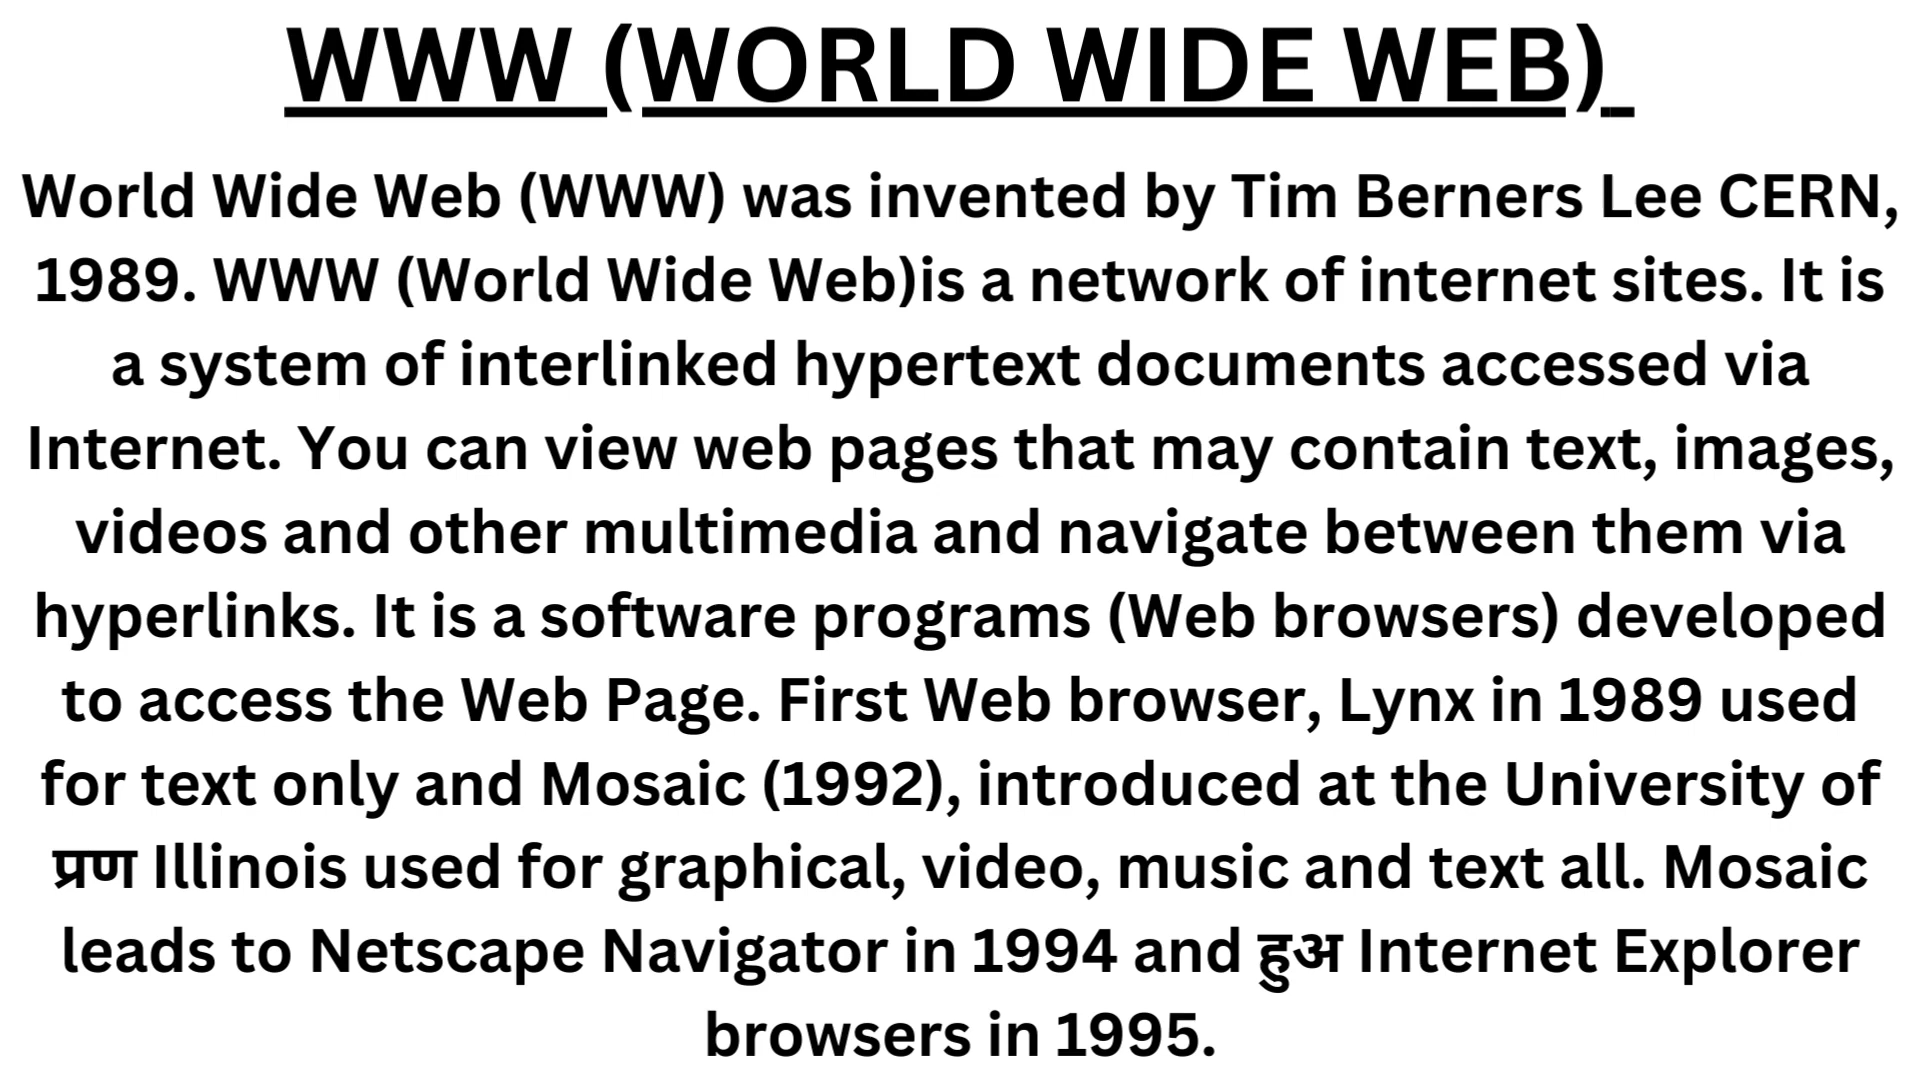 WWW (WORLD WIDE WEB)
World Wide Web (WWW) was invented by Tim Berners Lee CERN,
1989. WWW (World Wide Web)is a network of internet sites. It is
a system of interlinked hypertext documents accessed via
Internet. You can view web pages that may contain text, images,
videos and other multimedia and navigate between them via
hyperlinks. It is a software programs (Web browsers) developed
to access the Web Page. First Web browser, Lynx in 1989 used
for text only and Mosaic (1992), introduced at the University of
प्रण Illinois used for graphical, video, music and text all. Mosaic
leads to Netscape Navigator in 1994 and हुअ Internet Explorer
browsers in 1995.